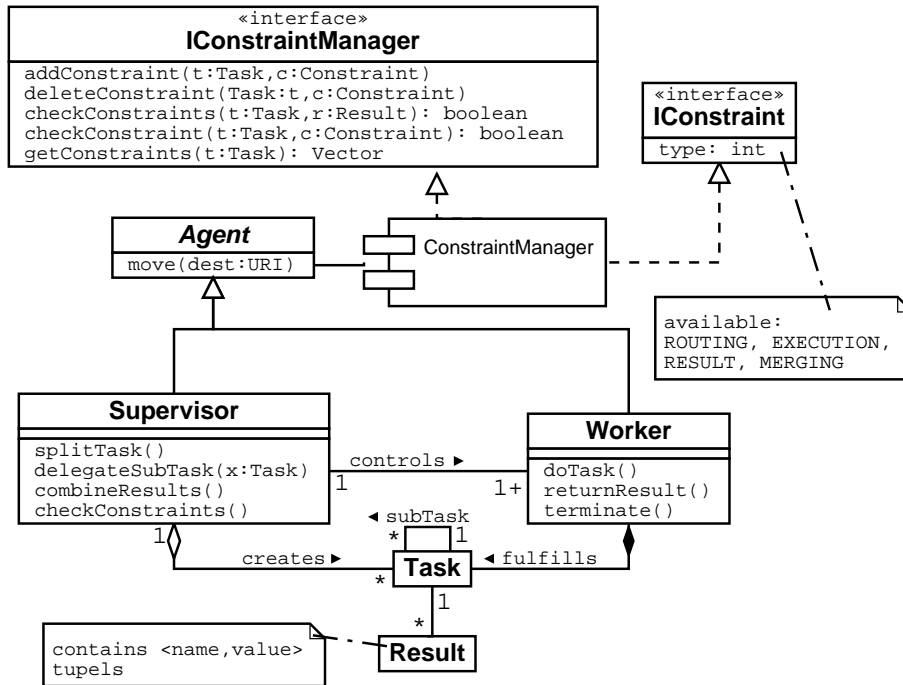 «interface»
IConstraintManager
addConstraint(t:Task,c:Constraint)
deleteConstraint(Task:t,c:Constraint)
checkConstraints(t:Task,r:Result): boolean
checkConstraint(t:Task,c:Constraint): boolean
getConstraints(t:Task): Vector
«interface»
IConstraint
type: int
Agent
move(dest:URI)
ConstraintManager
available:
ROUTING, EXECUTION,
RESULT, MERGING
Supervisor
splitTask()
delegateSubTask(x:Task)
combineResults()
checkConstraints()
controls ►
1
1+
Worker
doTask()
returnResult()
terminate()
◄ subTask
1
* 1
creates ►
*
Task
◄ fulfills
1
*
Result
contains <name,value>
tupels